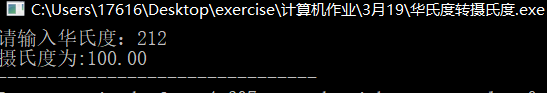 C:\Users\17616\Desktop\exercise\计算机作业\3月19\华氏度转摄氏度.exe
请输入华氏度：212
摄氏度为:100.00
--------------------------------